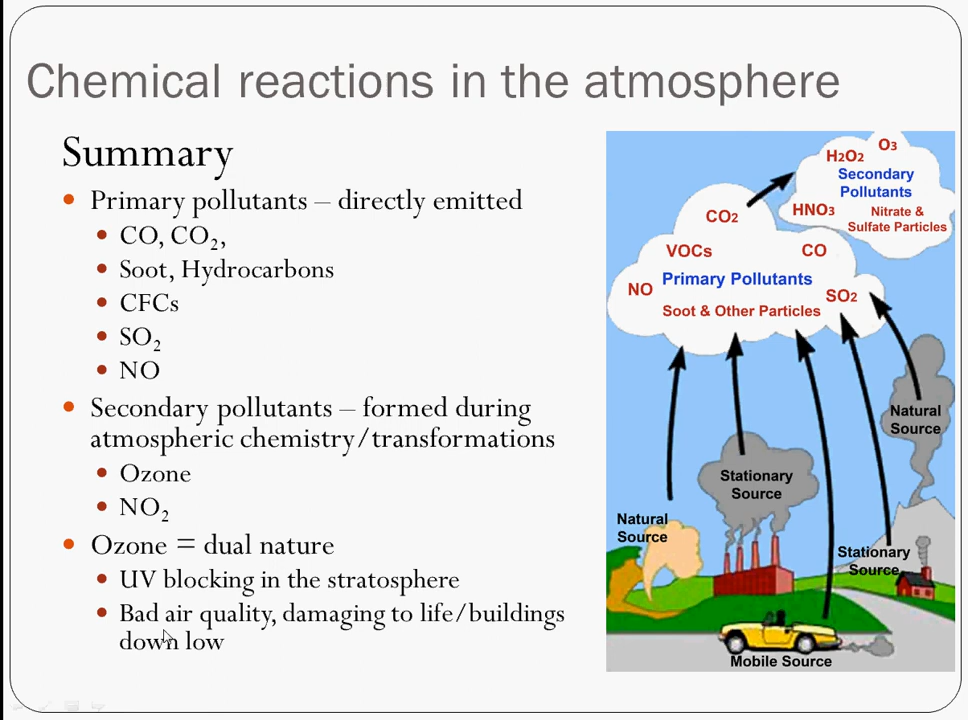 Chemical reactions in the atmosphere
Summary
Primary pollutants – directly emitted
CO, CO₂,
Soot, Hydrocarbons
CFCs
SO₂
NO
Secondary pollutants – formed during
atmospheric chemistry/transformations
Ozone
NO₂
Ozone = dual nature
UV blocking in the stratosphere
Bad air quality, damaging to life/buildings
down low
O₃
H₂O₂
Secondary
Pollutants
HNO₃
Nitrate &
Sulfate Particles
CO₂
VOCs
CO
Primary Pollutants
NO
SO₂
Soot & Other Particles
Natural
Source
Stationary
Source
Natural
Source
Stationary
Source
Mobile Source